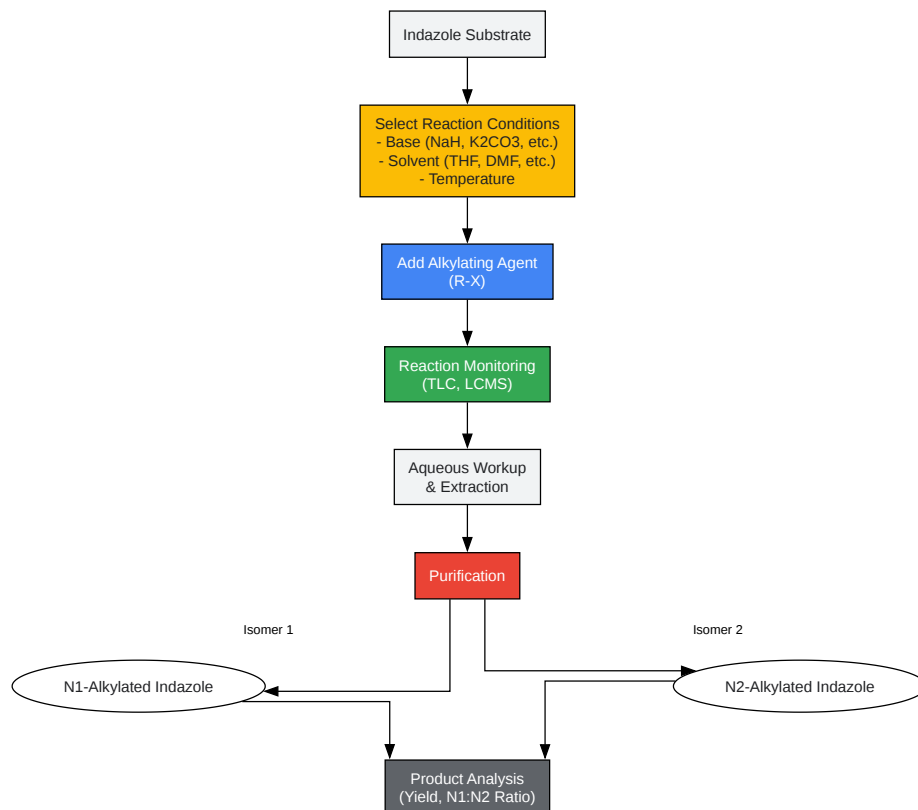 Indazole Substrate
Select Reaction Conditions
- Base (NaH, K2CO3, etc.)
- Solvent (THF, DMF, etc.)
- Temperature
Add Alkylating Agent
(R-X)
Reaction Monitoring
(TLC, LCMS)
Aqueous Workup
& Extraction
Purification
Isomer 1
Isomer 2
N1-Alkylated Indazole
N2-Alkylated Indazole
Product Analysis
(Yield, N1:N2 Ratio)